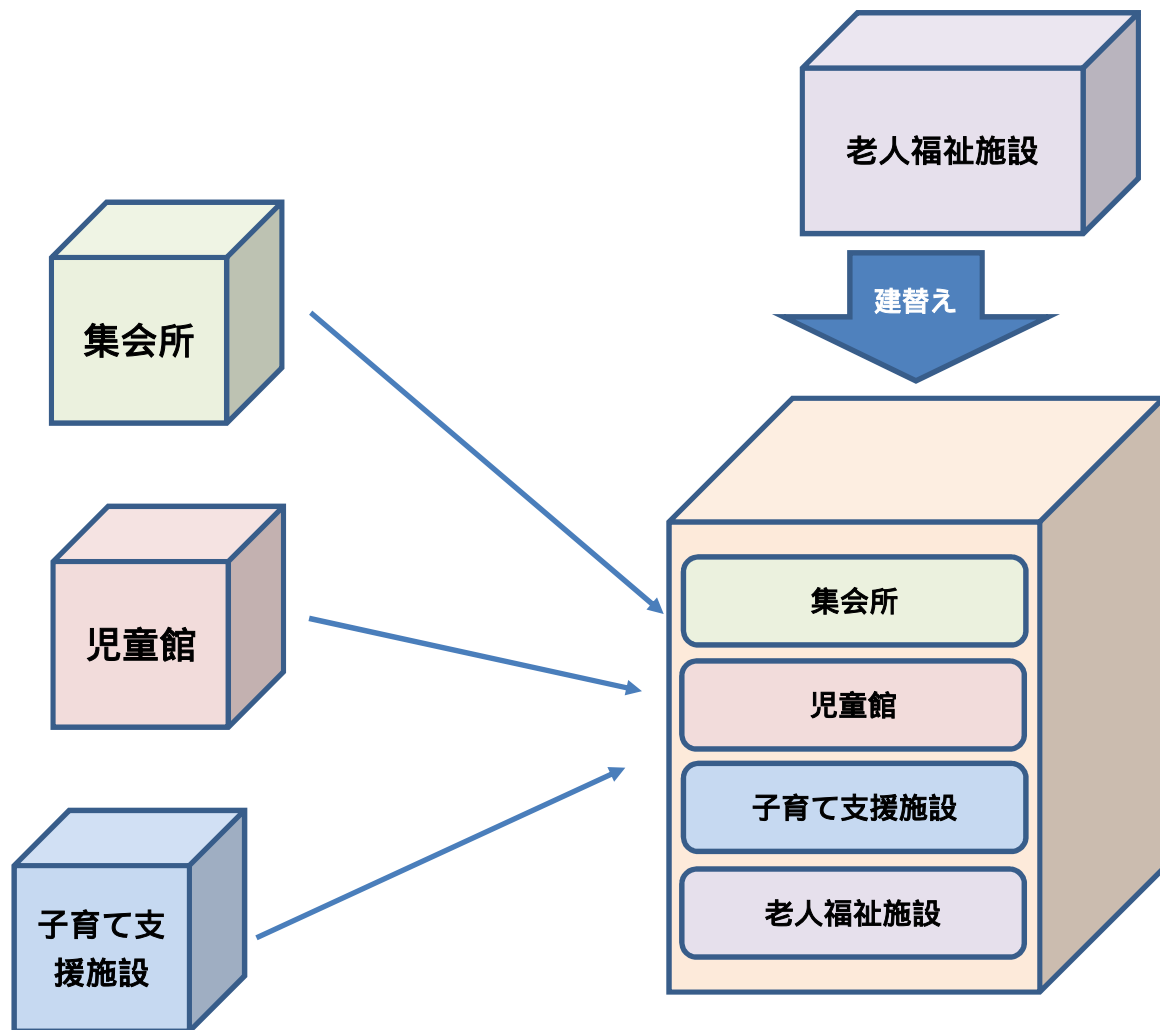 老人福祉施設
建替え
集会所
児童館
子育て支
援施設
集会所
児童館
子育て支援施設
老人福祉施設